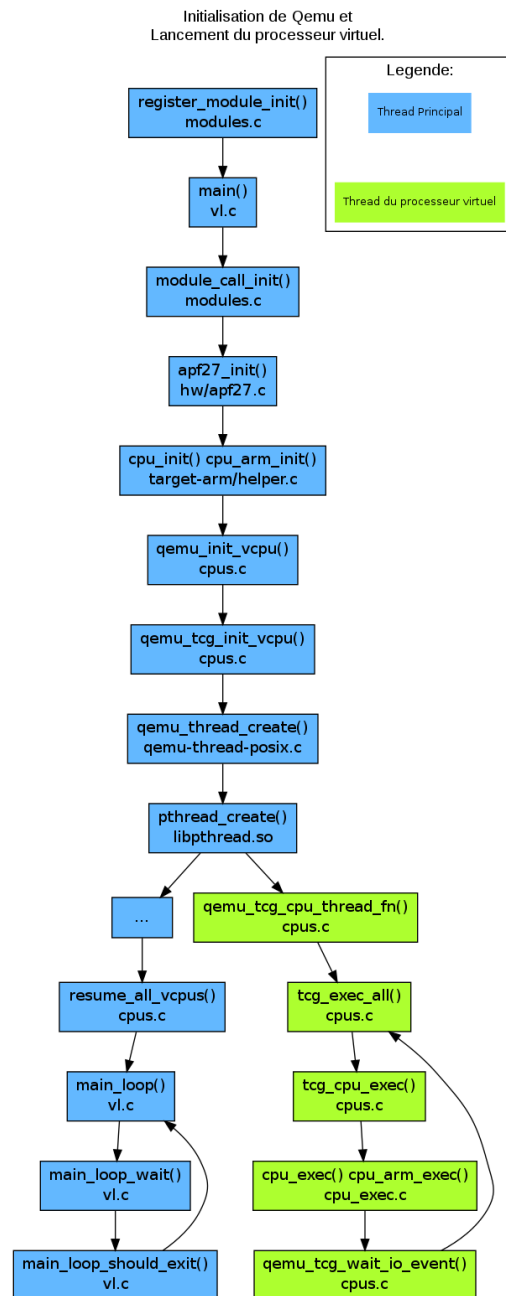 Initialisation de Qemu et
Lancement du processeur virtuel.
Legende:
Thread Principal
Thread du processeur virtuel
register_module_init()
modules.c
main()
vl.c
module_call_init()
modules.c
apf27_init()
hw/apf27.c
cpu_init() cpu_arm_init()
target-arm/helper.c
qemu_init_vcpu()
cpus.c
qemu_tcg_init_vcpu()
cpus.c
qemu_thread_create()
qemu-thread-posix.c
pthread_create()
libpthread.so
...
resume_all_vcpus()
cpus.c
main_loop()
vl.c
main_loop_wait()
vl.c
main_loop_should_exit()
vl.c
qemu_tcg_cpu_thread_fn()
cpus.c
tcg_exec_all()
cpus.c
tcg_cpu_exec()
cpus.c
cpu_exec() cpu_arm_exec()
cpu_exec.c
qemu_tcg_wait_io_event()
cpus.c